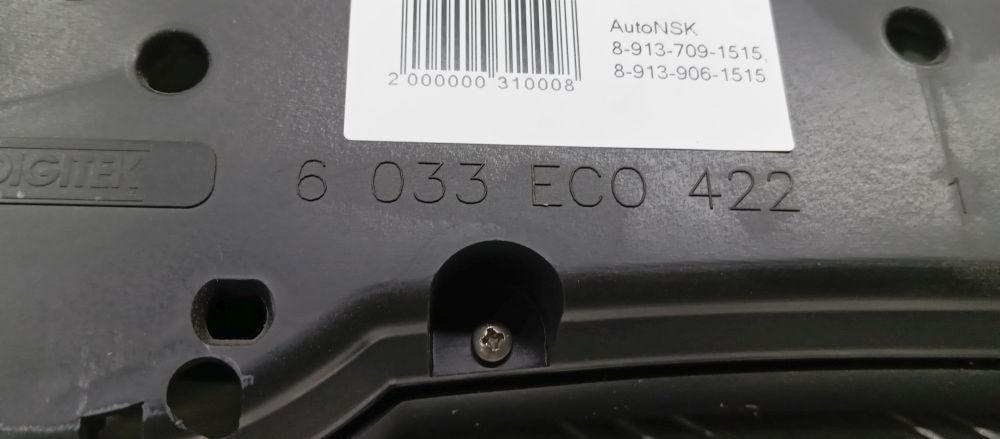 AutoNSK
8-913-709-1515,
8-913-906-1515
2 000000 310008
DIGITEK
6 033 ECO 422
1